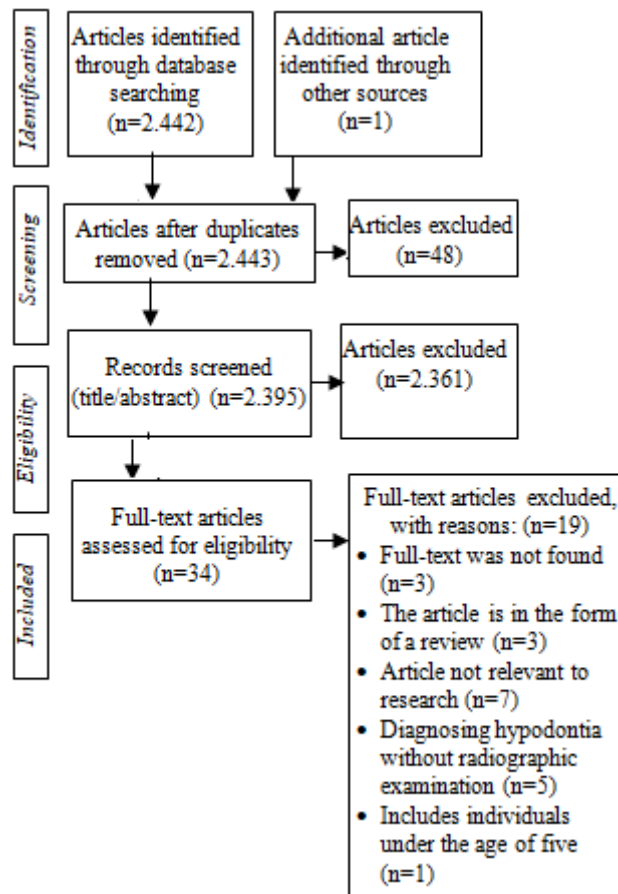 Identification
Articles identified
through database
searching
(n=2.442)
Additional article
identified through
other sources
(n=1)
Screening
Articles after duplicates
removed (n=2.443)
Articles excluded
(n=48)
Records screened
(title/abstract) (n=2.395)
Articles excluded
(n=2.361)
Eligibility
Full-text articles
assessed for eligibility
(n=34)
Full-text articles excluded,
with reasons: (n=19)
• Full-text was not found
(n=3)
• The article is in the form
of a review (n=3)
• Article not relevant to
research (n=7)
• Diagnosing hypodontia
without radiographic
examination (n=5)
• Includes individuals
under the age of five
(n=1)
Included